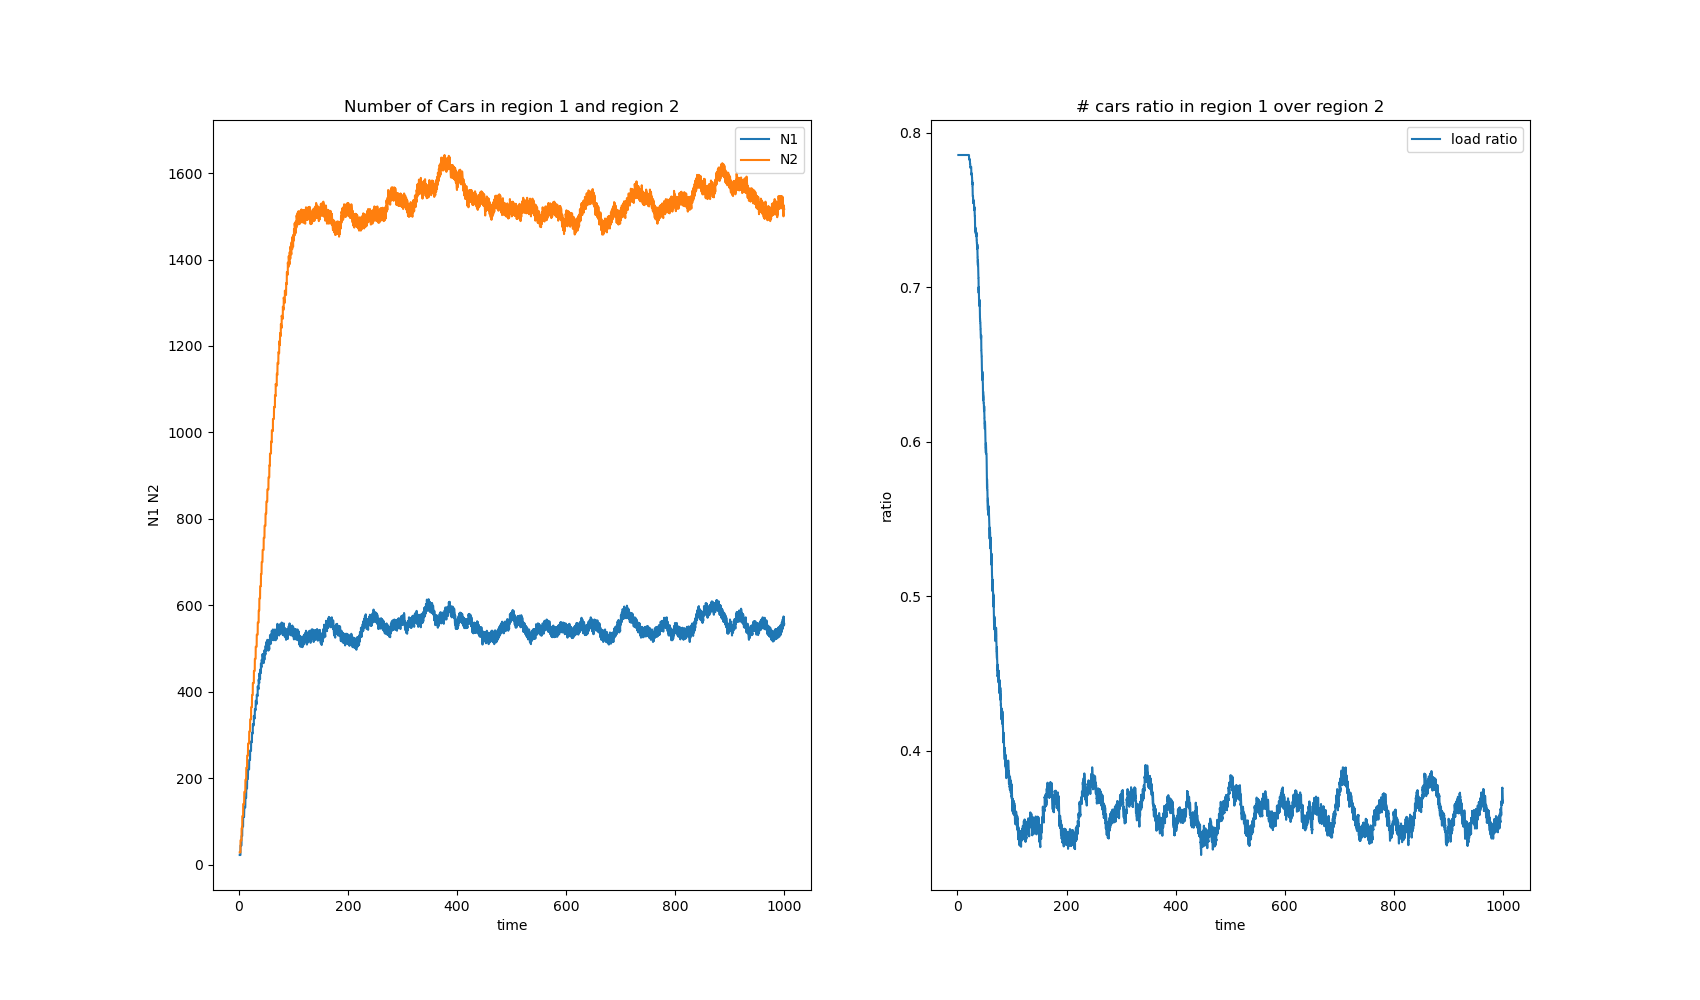 Number of Cars in region 1 and region 2
N1
N2
1600
1400
1200
1000
800
600
400
200
0
N1 N2
0 200 400 600 800 1000
time
# cars ratio in region 1 over region 2
load ratio
0.8
0.7
0.6
0.5
0.4
ratio
0 200 400 600 800 1000
time